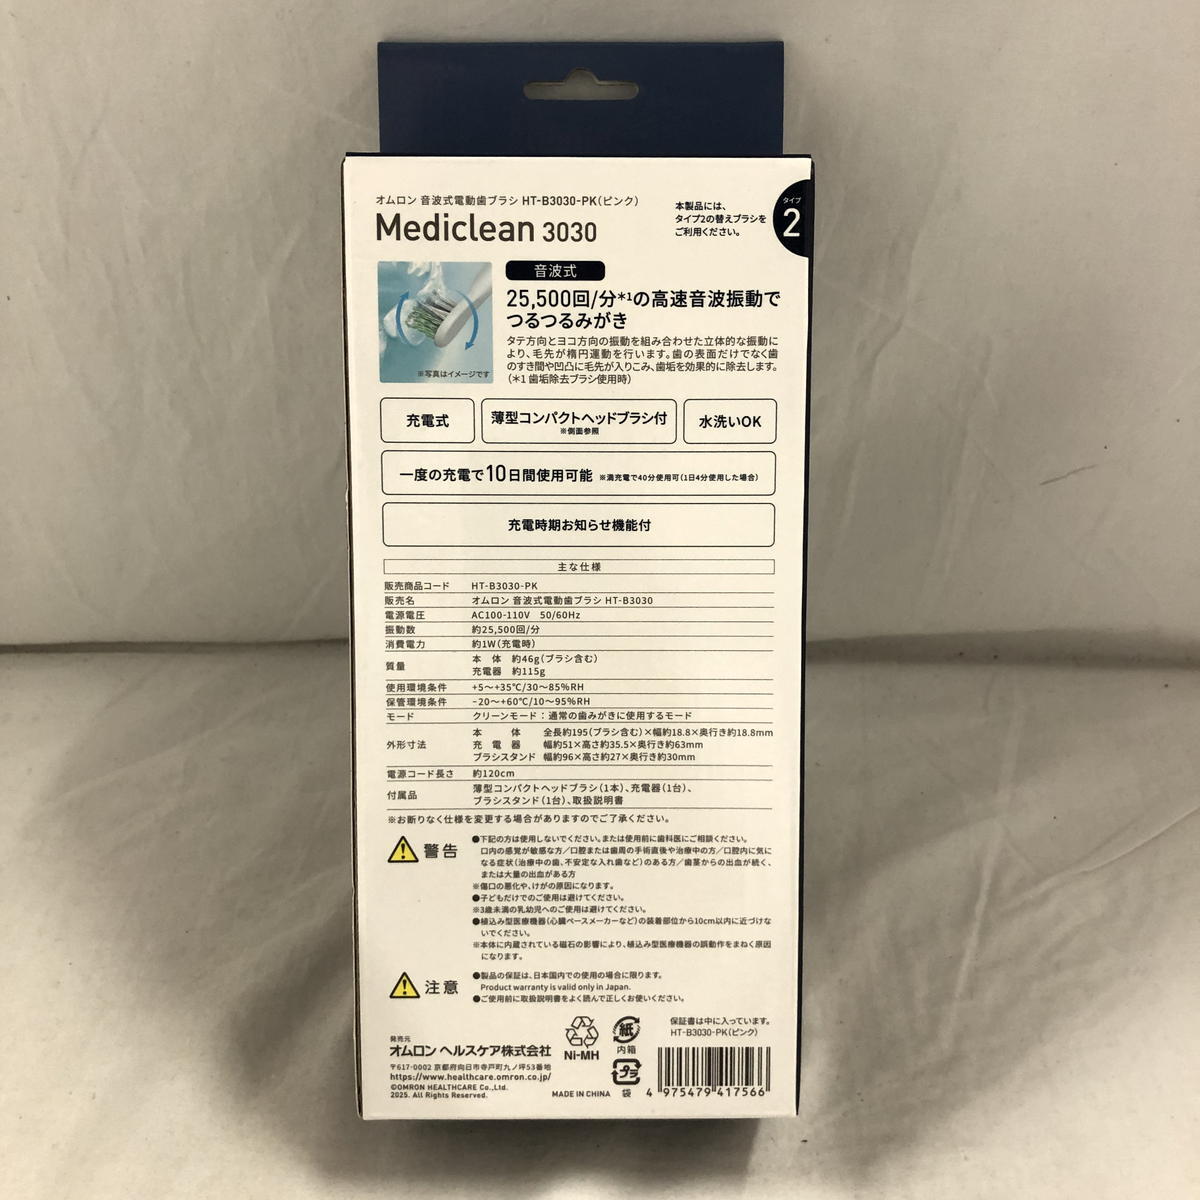 オムロン 音波式電動歯ブラシ HT-B3030-PK(ピンク)
Mediclean 3030
本製品には、
タイプ2の替えブラシを
ご利用ください。
タイプ
2
音波式
25,500回/分*1の高速音波振動で
つるつるみがき
タテ方向とヨコ方向の振動を組み合わせた立体的な振動に
より、毛先が楕円運動を行います。歯の表面だけでなく歯
のすき間や凹凸に毛先が入りこみ、歯垢を効果的に除去します。
(*1 歯垢除去ブラシ使用時)
※写真はイメージです
充電式
薄型コンパクトヘッドブラシ付
※側面参照
水洗いOK
一度の充電で10日間使用可能 ※満充電で40分使用可(1日4分使用した場合)
充電時期お知らせ機能付
主な仕様
販売商品コード HT-B3030-PK
販売名 オムロン 音波式電動歯ブラシ HT-B3030
電源電圧 AC100-110V 50/60Hz
振動数 約25,500回/分
消費電力 約1W(充電時)
質量 本 体 約46g(ブラシ含む)
充電器 約115g
使用環境条件 +5～+35℃/30～85%RH
保管環境条件 -20～+60℃/10～95%RH
モード クリーンモード:通常の歯みがきに使用するモード
外形寸法 本 体 全長約195(ブラシ含む)×幅約18.8×奥行き約18.8mm
充 電 器 幅約51×高さ約35.5×奥行き約63mm
ブラシスタンド 幅約96×高さ約27×奥行き約30mm
電源コード長さ 約120cm
付属品 薄型コンパクトヘッドブラシ(1本)、充電器(1台)、
ブラシスタンド(1台)、取扱説明書
※お断りなく仕様を変更する場合がありますのでご了承ください。
警告
●下記の方は使用しないでください。または使用前に歯科医にご相談ください。
口内の感覚が敏感な方/口腔または歯周の手術直後や治療中の方/口腔内に気に
なる症状(治療中の歯、不安定な入れ歯など)のある方/歯茎からの出血が続く、
または大量の出血がある方
※傷口の悪化や、けがの原因になります。
●子どもだけでのご使用は避けてください。
※3歳未満の乳幼児へのご使用は避けてください。
●植込み型医療機器(心臓ペースメーカーなど)の装着部位から10cm以内に近づけな
いでください。
※本体に内蔵されている磁石の影響により、植込み型医療機器の誤動作をまねく原因
になります。
注意
●製品の保証は、日本国内での使用の場合に限ります。
Product warranty is valid only in Japan.
●ご使用前に取扱説明書をよく読んで正しくお使いください。
発売元
オムロン ヘルスケア株式会社
〒617-0002 京都府向日市寺戸町九ノ坪53番地
https://www.healthcare.omron.co.jp/
©OMRON HEALTHCARE Co.,Ltd.
2025. All Rights Reserved.
Ni-MH
MADE IN CHINA
紙
内箱
プラ
袋
保証書は中に入っています。
HT-B3030-PK(ピンク)
4 975479 417566